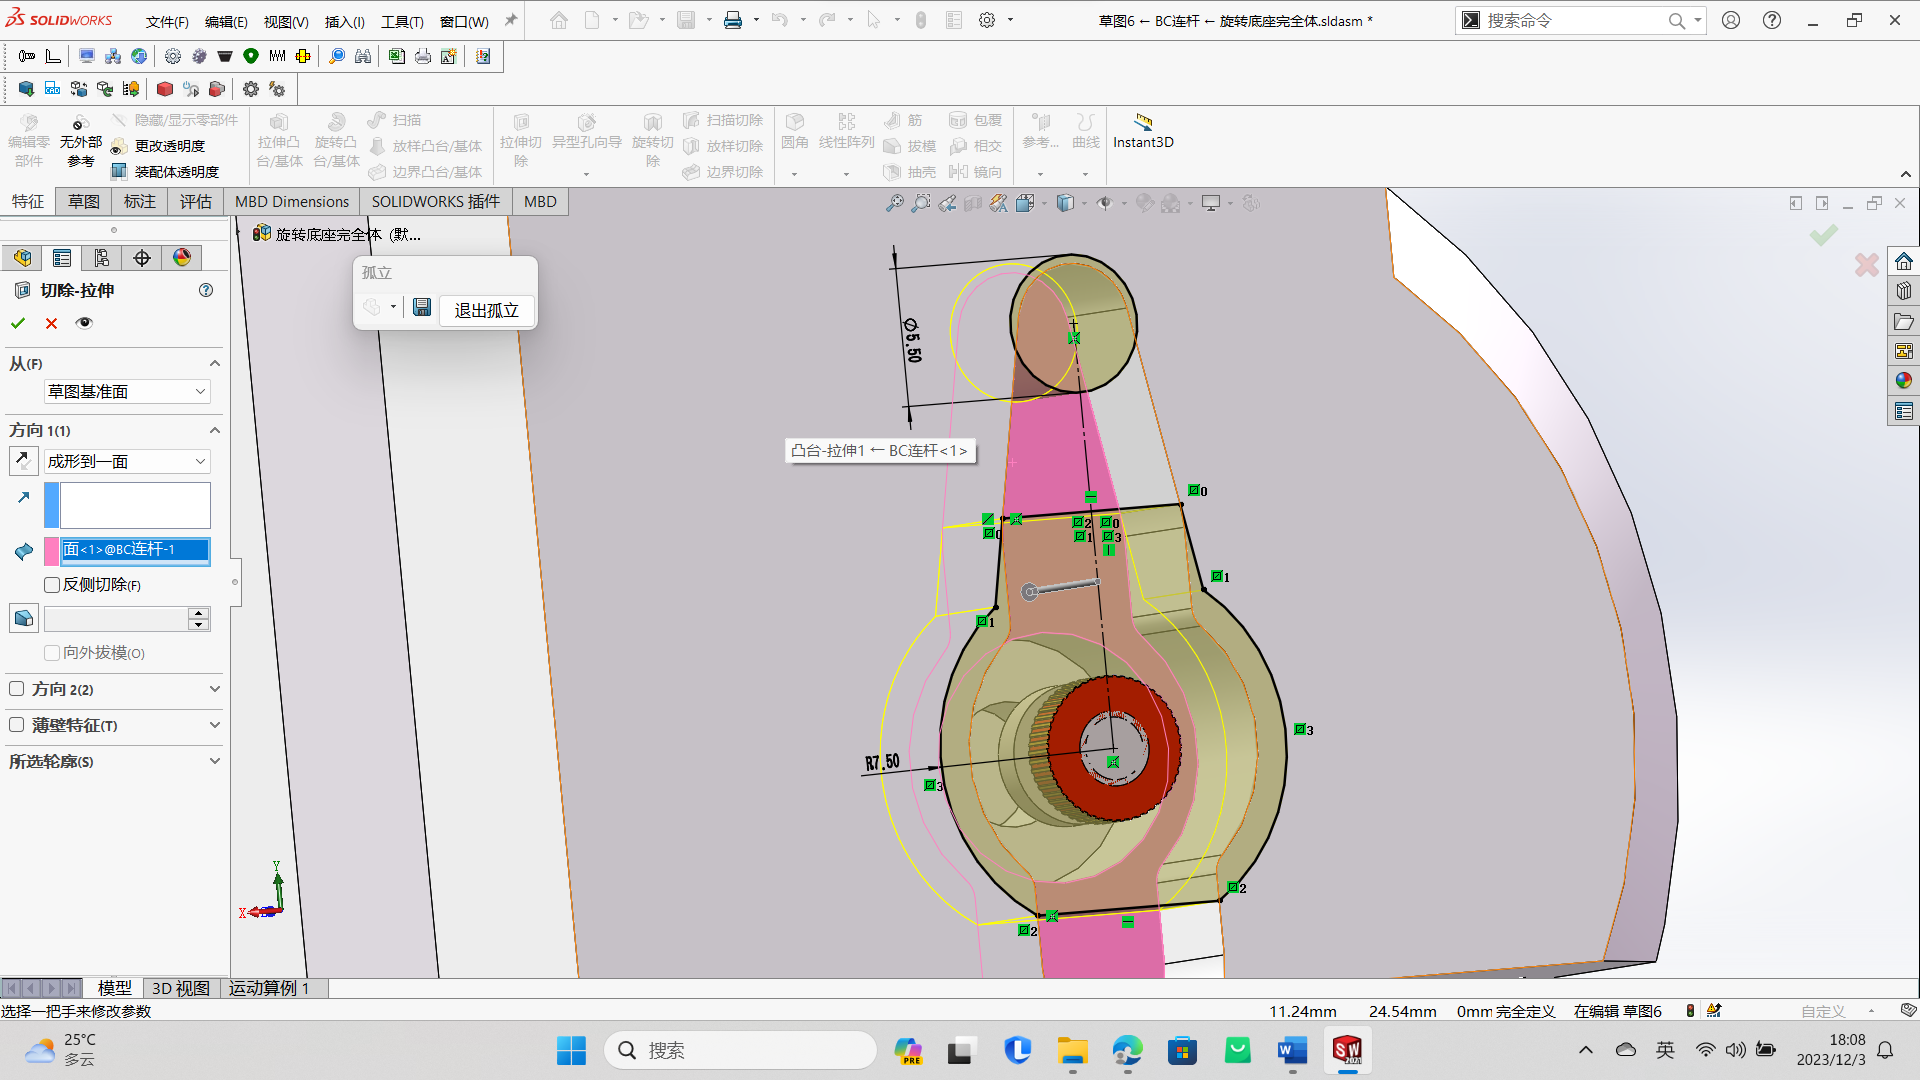 SOLIDWORKS 文件(F) 编辑(E) 视图(V) 插入(I) 工具(T) 窗口(W) 草图6 ← BC连杆 ← 旋转底座完全体.sldasm * 搜索命令
编辑零部件 无外部参考 隐藏/显示零部件
更改透明度
装配体透明度
拉伸凸台/基体 旋转凸台/基体 扫描
放样凸台/基体
边界凸台/基体
拉伸切除 异型孔向导 旋转切除 扫描切除
放样切除
边界切除
圆角 线性阵列 筋 包覆
拔模 相交
抽壳 镜向
参考... 曲线 Instant3D
特征 草图 标注 评估 MBD Dimensions SOLIDWORKS 插件 MBD
旋转底座完全体 (默...
孤立
退出孤立
切除-拉伸
从(F)
草图基准面
方向 1(1)
成形到一面
面<1>@BC连杆-1
反侧切除(F)
向外拔模(O)
方向 2(2)
薄壁特征(T)
所选轮廓(S)
Ø5.50
凸台-拉伸1 ← BC连杆<1>
0
0
2 0
1 3
1
1
3
R7.50
3
2
2
Y
X
模型 3D 视图 运动算例 1
选择一把手来修改参数 11.24mm 24.54mm 0mm 完全定义 在编辑 草图6 自定义
25°C
多云
搜索
PRE
英
18:08
2023/12/3